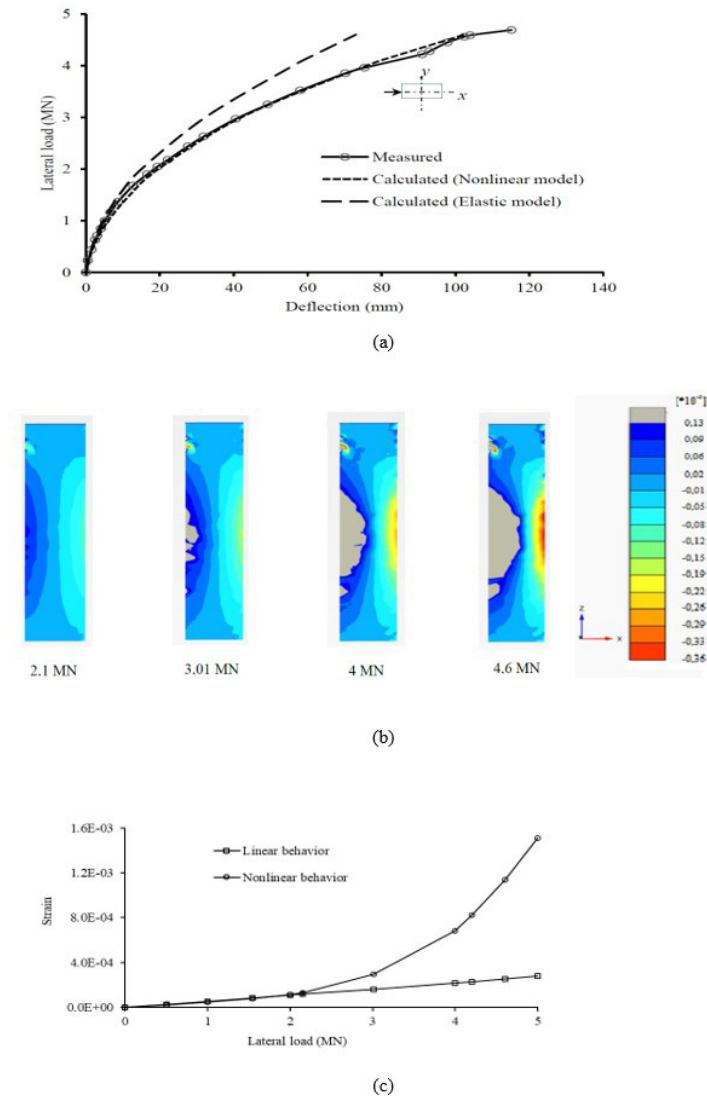 5
4
3
2
1
0
Lateral load (MN)
y
x
Measured
Calculated (Nonlinear model)
Calculated (Elastic model)
0 20 40 60 80 100 120 140
Deflection (mm)
(a)
0,13
0,09
0,06
0,02
-0,01
-0,05
-0,08
-0,12
-0,15
-0,19
-0,22
-0,26
-0,29
-0,33
-0,36
z
x
2.1 MN 3.01 MN 4 MN 4.6 MN
(b)
1.6E-03
1.2E-03
8.0E-04
4.0E-04
0.0E+00
Strain
Linear behavior
Nonlinear behavior
0 1 2 3 4 5
Lateral load (MN)
(c)